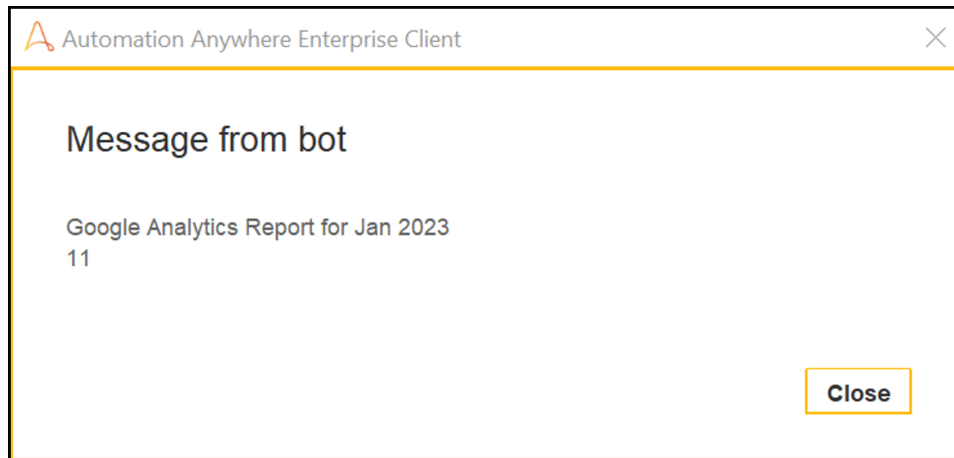 Automation Anywhere Enterprise Client
Message from bot
Google Analytics Report for Jan 2023
11
Close